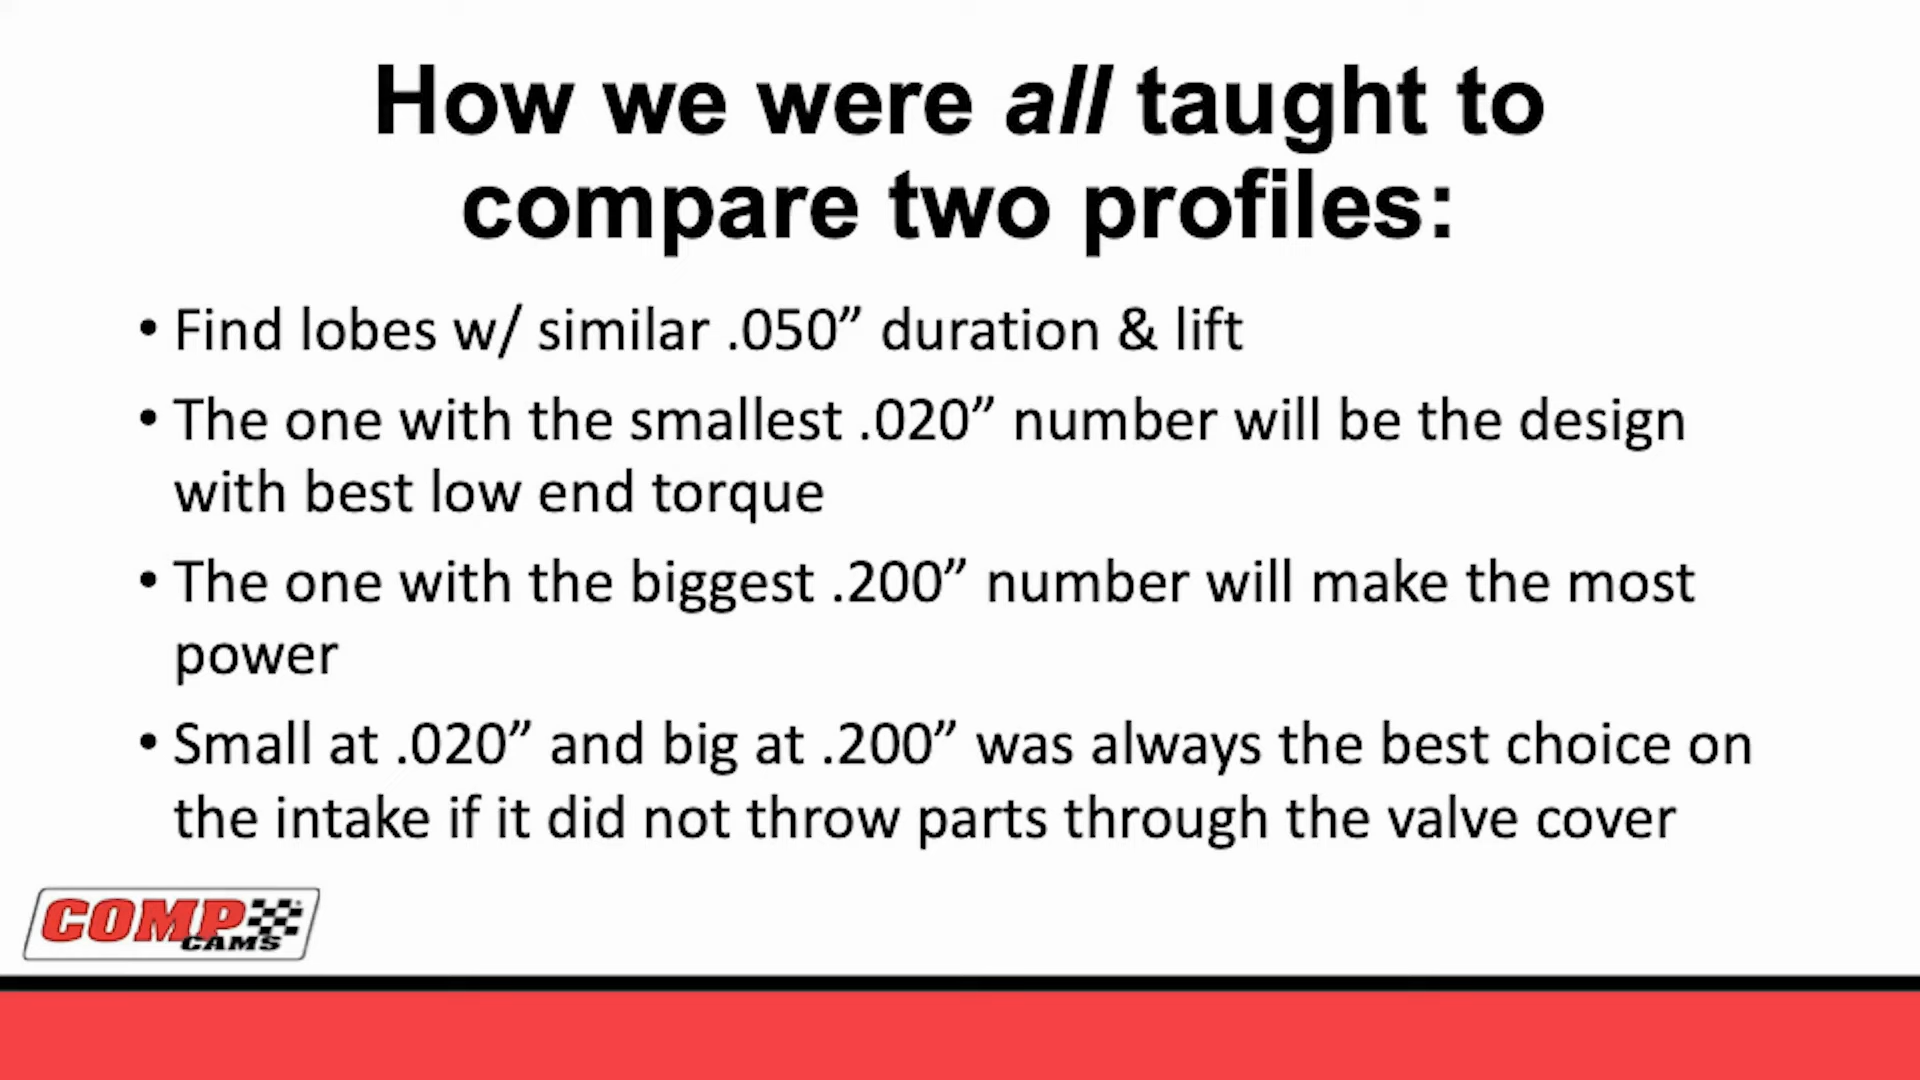 How we were all taught to
compare two profiles:
• Find lobes w/ similar .050” duration & lift
• The one with the smallest .020” number will be the design
with best low end torque
• The one with the biggest .200” number will make the most
power
• Small at .020” and big at .200” was always the best choice on
the intake if it did not throw parts through the valve cover
COMP
CAMS